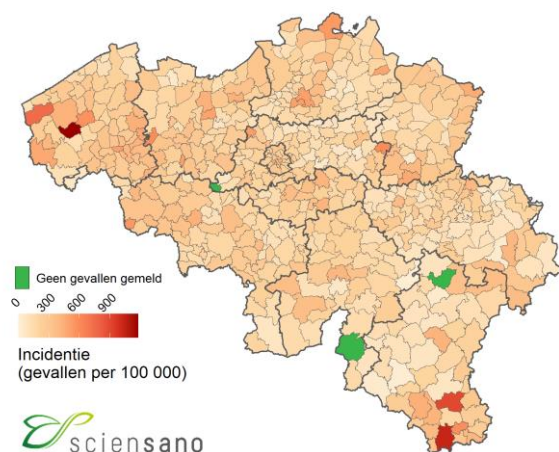 Geen gevallen gemeld
0 300 600 900
Incidentie
(gevallen per 100 000)
sciensano